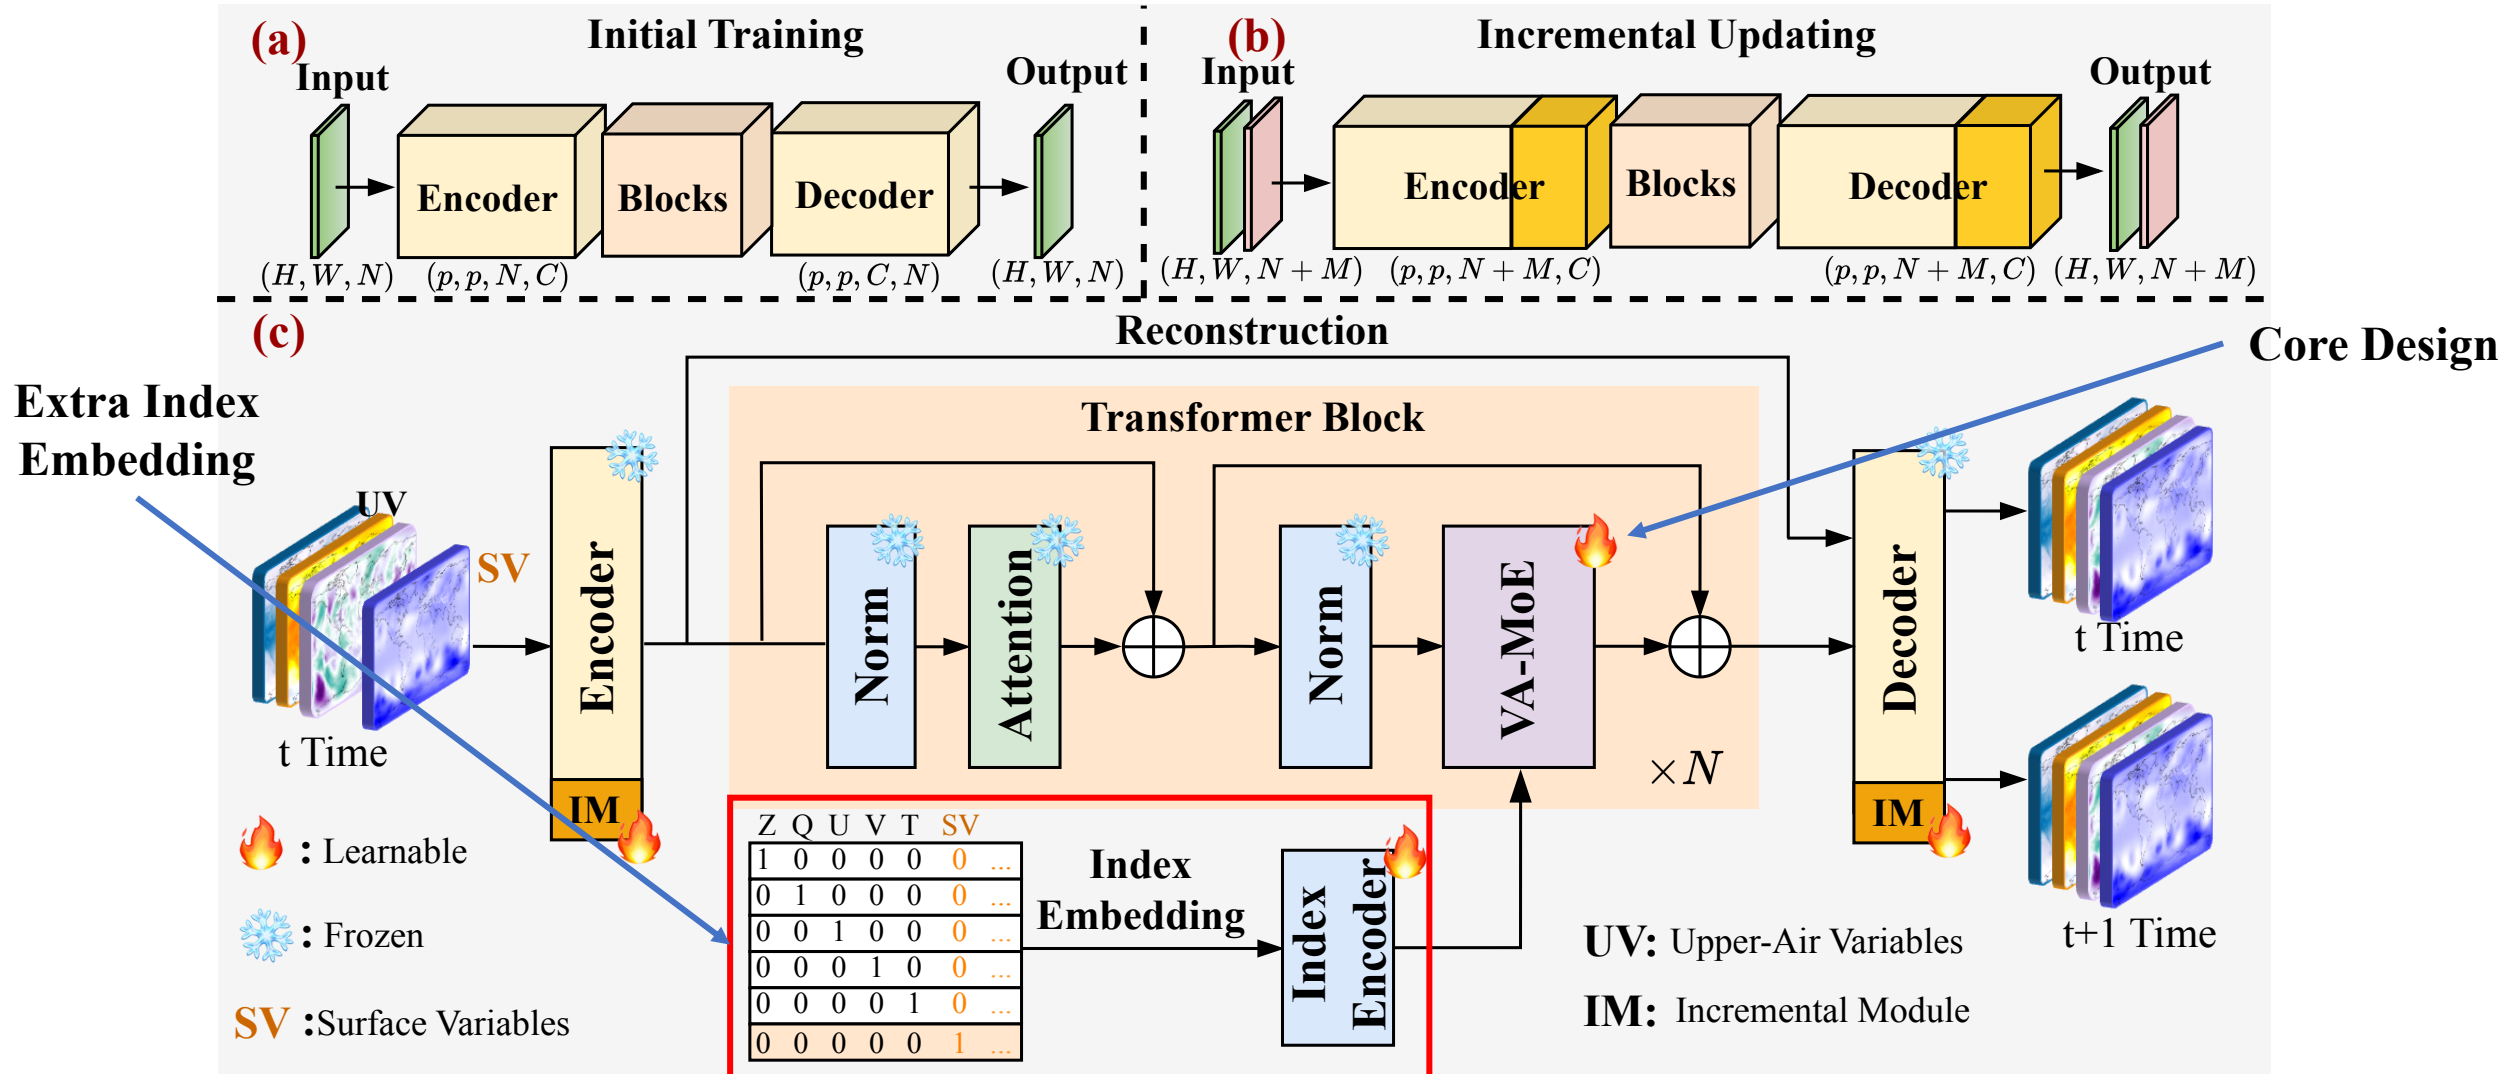 (a)
Initial Training
Input
Output
Encoder
Blocks
Decoder
(H, W, N)
(p, p, N, C)
(p, p, C, N)
(H, W, N)
(b)
Incremental Updating
Input
Output
Encoder
Blocks
Decoder
(H, W, N + M)
(p, p, N + M, C)
(p, p, N + M, C)
(H, W, N + M)
(c)
Reconstruction
Core Design
Extra Index
Embedding
Transformer Block
UV
SV
t Time
Encoder
IM
Norm
Attention
Norm
VA-MoE
×N
Decoder
IM
t Time
t+1 Time
Z Q U V T SV
1 0 0 0 0 0 ...
0 1 0 0 0 0 ...
0 0 1 0 0 0 ...
0 0 0 1 0 0 ...
0 0 0 0 1 0 ...
0 0 0 0 0 1 ...
Index
Embedding
Index
Encoder
: Learnable
: Frozen
SV :Surface Variables
UV: Upper-Air Variables
IM: Incremental Module